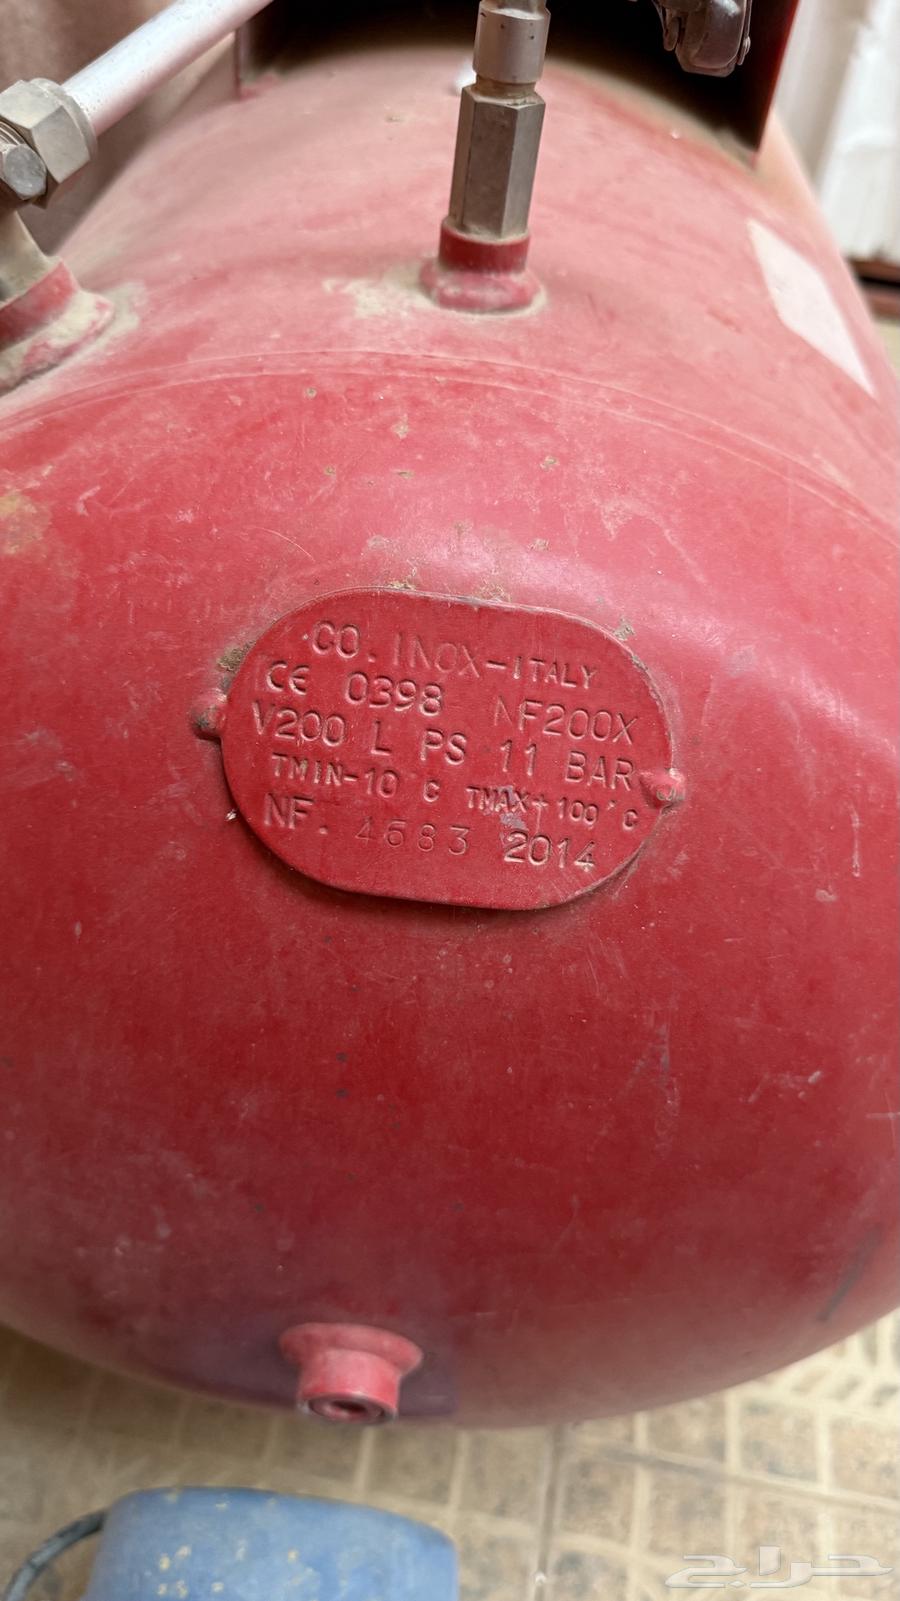 CO. INOX-ITALY
CE 0398 NF200X
V200 L PS 11 BAR
TMIN-10 C TMAX+100°C
NF. 4683 2014
حراج